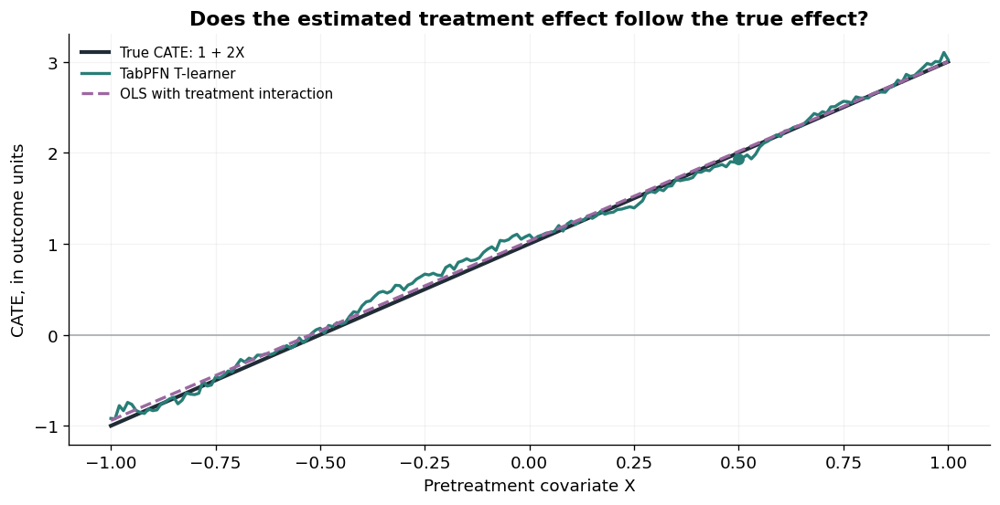 Does the estimated treatment effect follow the true effect?
True CATE: 1 + 2X
TabPFN T-learner
OLS with treatment interaction
CATE, in outcome units
3
2
1
0
−1
−1.00
−0.75
−0.50
−0.25
0.00
0.25
0.50
0.75
1.00
Pretreatment covariate X